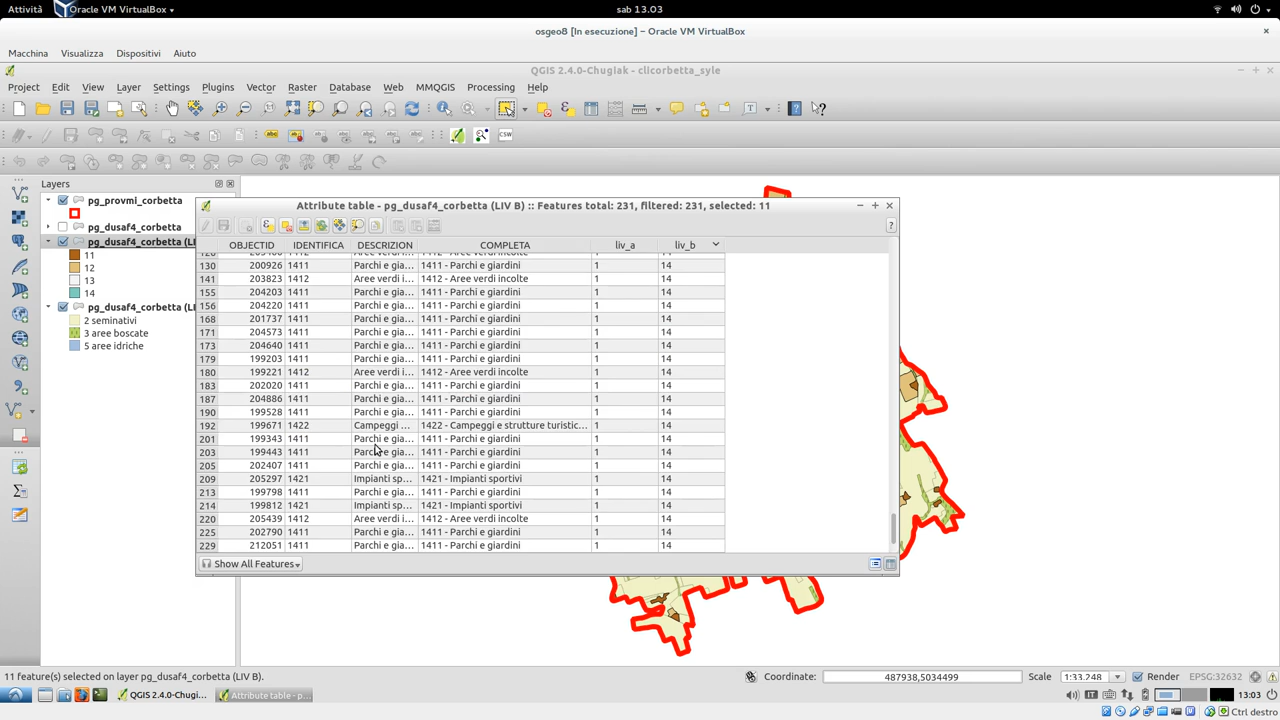 Attività Oracle VM VirtualBox sab 13.03
osgeo8 [In esecuzione] – Oracle VM VirtualBox
Macchina Visualizza Dispositivi Aiuto
QGIS 2.4.0-Chugiak - clicorbetta_syle
Project Edit View Layer Settings Plugins Vector Raster Database Web MMQGIS Processing Help
abc abc abc abc abc abc CSW
Layers
pg_provmi_corbetta
pg_dusaf4_corbetta
pg_dusaf4_corbetta (LI
11
12
13
14
pg_dusaf4_corbetta (LI
2 seminativi
3 aree boscate
5 aree idriche
Attribute table - pg_dusaf4_corbetta (LIV B) :: Features total: 231, filtered: 231, selected: 11
OBJECTID IDENTIFICA DESCRIZION COMPLETA liv_a liv_b
130 200926 1411 Parchi e gia... 1411 - Parchi e giardini 1 14
141 203823 1412 Aree verdi i... 1412 - Aree verdi incolte 1 14
155 204203 1411 Parchi e gia... 1411 - Parchi e giardini 1 14
156 204220 1411 Parchi e gia... 1411 - Parchi e giardini 1 14
168 201737 1411 Parchi e gia... 1411 - Parchi e giardini 1 14
171 204573 1411 Parchi e gia... 1411 - Parchi e giardini 1 14
173 204640 1411 Parchi e gia... 1411 - Parchi e giardini 1 14
179 199203 1411 Parchi e gia... 1411 - Parchi e giardini 1 14
180 199221 1412 Aree verdi i... 1412 - Aree verdi incolte 1 14
183 202020 1411 Parchi e gia... 1411 - Parchi e giardini 1 14
187 204886 1411 Parchi e gia... 1411 - Parchi e giardini 1 14
190 199528 1411 Parchi e gia... 1411 - Parchi e giardini 1 14
192 199671 1422 Campeggi ... 1422 - Campeggi e strutture turistic... 1 14
201 199343 1411 Parchi e gia... 1411 - Parchi e giardini 1 14
203 199443 1411 Parchi e gia... 1411 - Parchi e giardini 1 14
205 202407 1411 Parchi e gia... 1411 - Parchi e giardini 1 14
209 205297 1421 Impianti sp... 1421 - Impianti sportivi 1 14
213 199798 1411 Parchi e gia... 1411 - Parchi e giardini 1 14
214 199812 1421 Impianti sp... 1421 - Impianti sportivi 1 14
220 205439 1412 Aree verdi i... 1412 - Aree verdi incolte 1 14
225 202790 1411 Parchi e gia... 1411 - Parchi e giardini 1 14
229 212051 1411 Parchi e gia... 1411 - Parchi e giardini 1 14
Show All Features
11 feature(s) selected on layer pg_dusaf4_corbetta (LIV B). Coordinate: 487938,5034499 Scale 1:33.248 Render EPSG:32632
QGIS 2.4.0-Chugi... Attribute table - p... 13:03
Ctrl destro